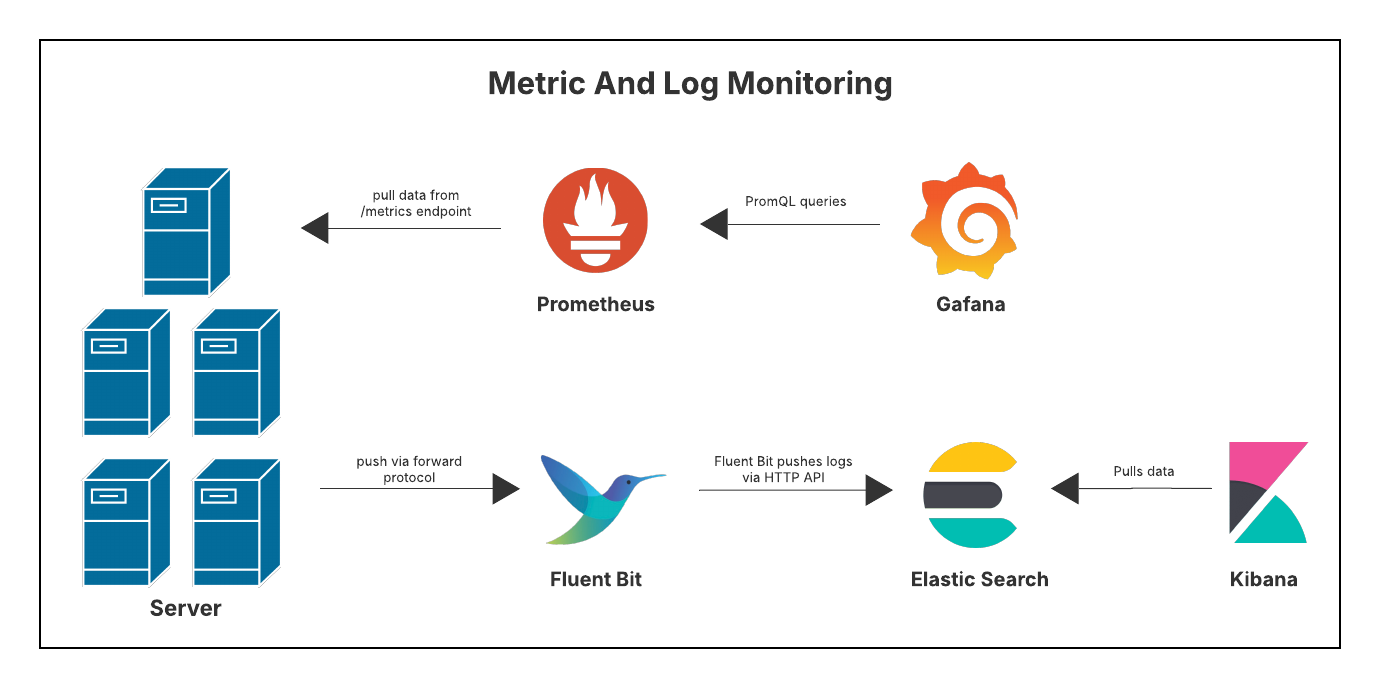 Metric And Log Monitoring
pull data from
/metrics endpoint
PromQL queries
Prometheus
Gafana
push via forward
protocol
Fluent Bit pushes logs
via HTTP API
Pulls data
Fluent Bit
Elastic Search
Kibana
Server